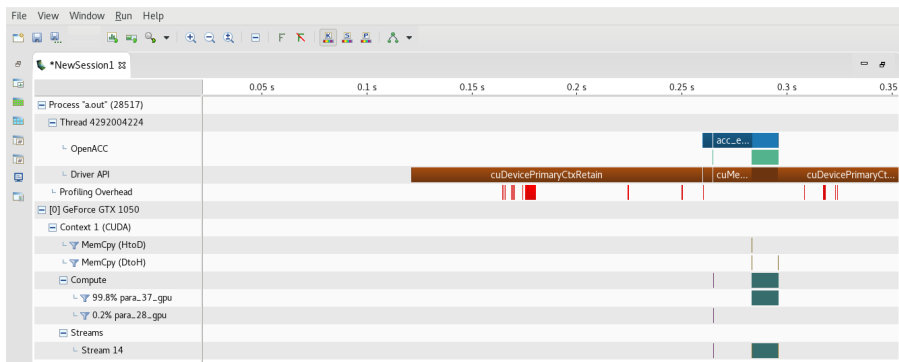 File View Window Run Help
*NewSession1
0.05 s 0.1 s 0.15 s 0.2 s 0.25 s 0.3 s 0.35
Process "a.out" (28517)
Thread 4292004224
OpenACC acc_e...
Driver API cuDevicePrimaryCtxRetain cuMe... cuDevicePrimaryCt...
Profiling Overhead
[0] GeForce GTX 1050
Context 1 (CUDA)
MemCpy (HtoD)
MemCpy (DtoH)
Compute
99.8% para_37_gpu
0.2% para_28_gpu
Streams
Stream 14